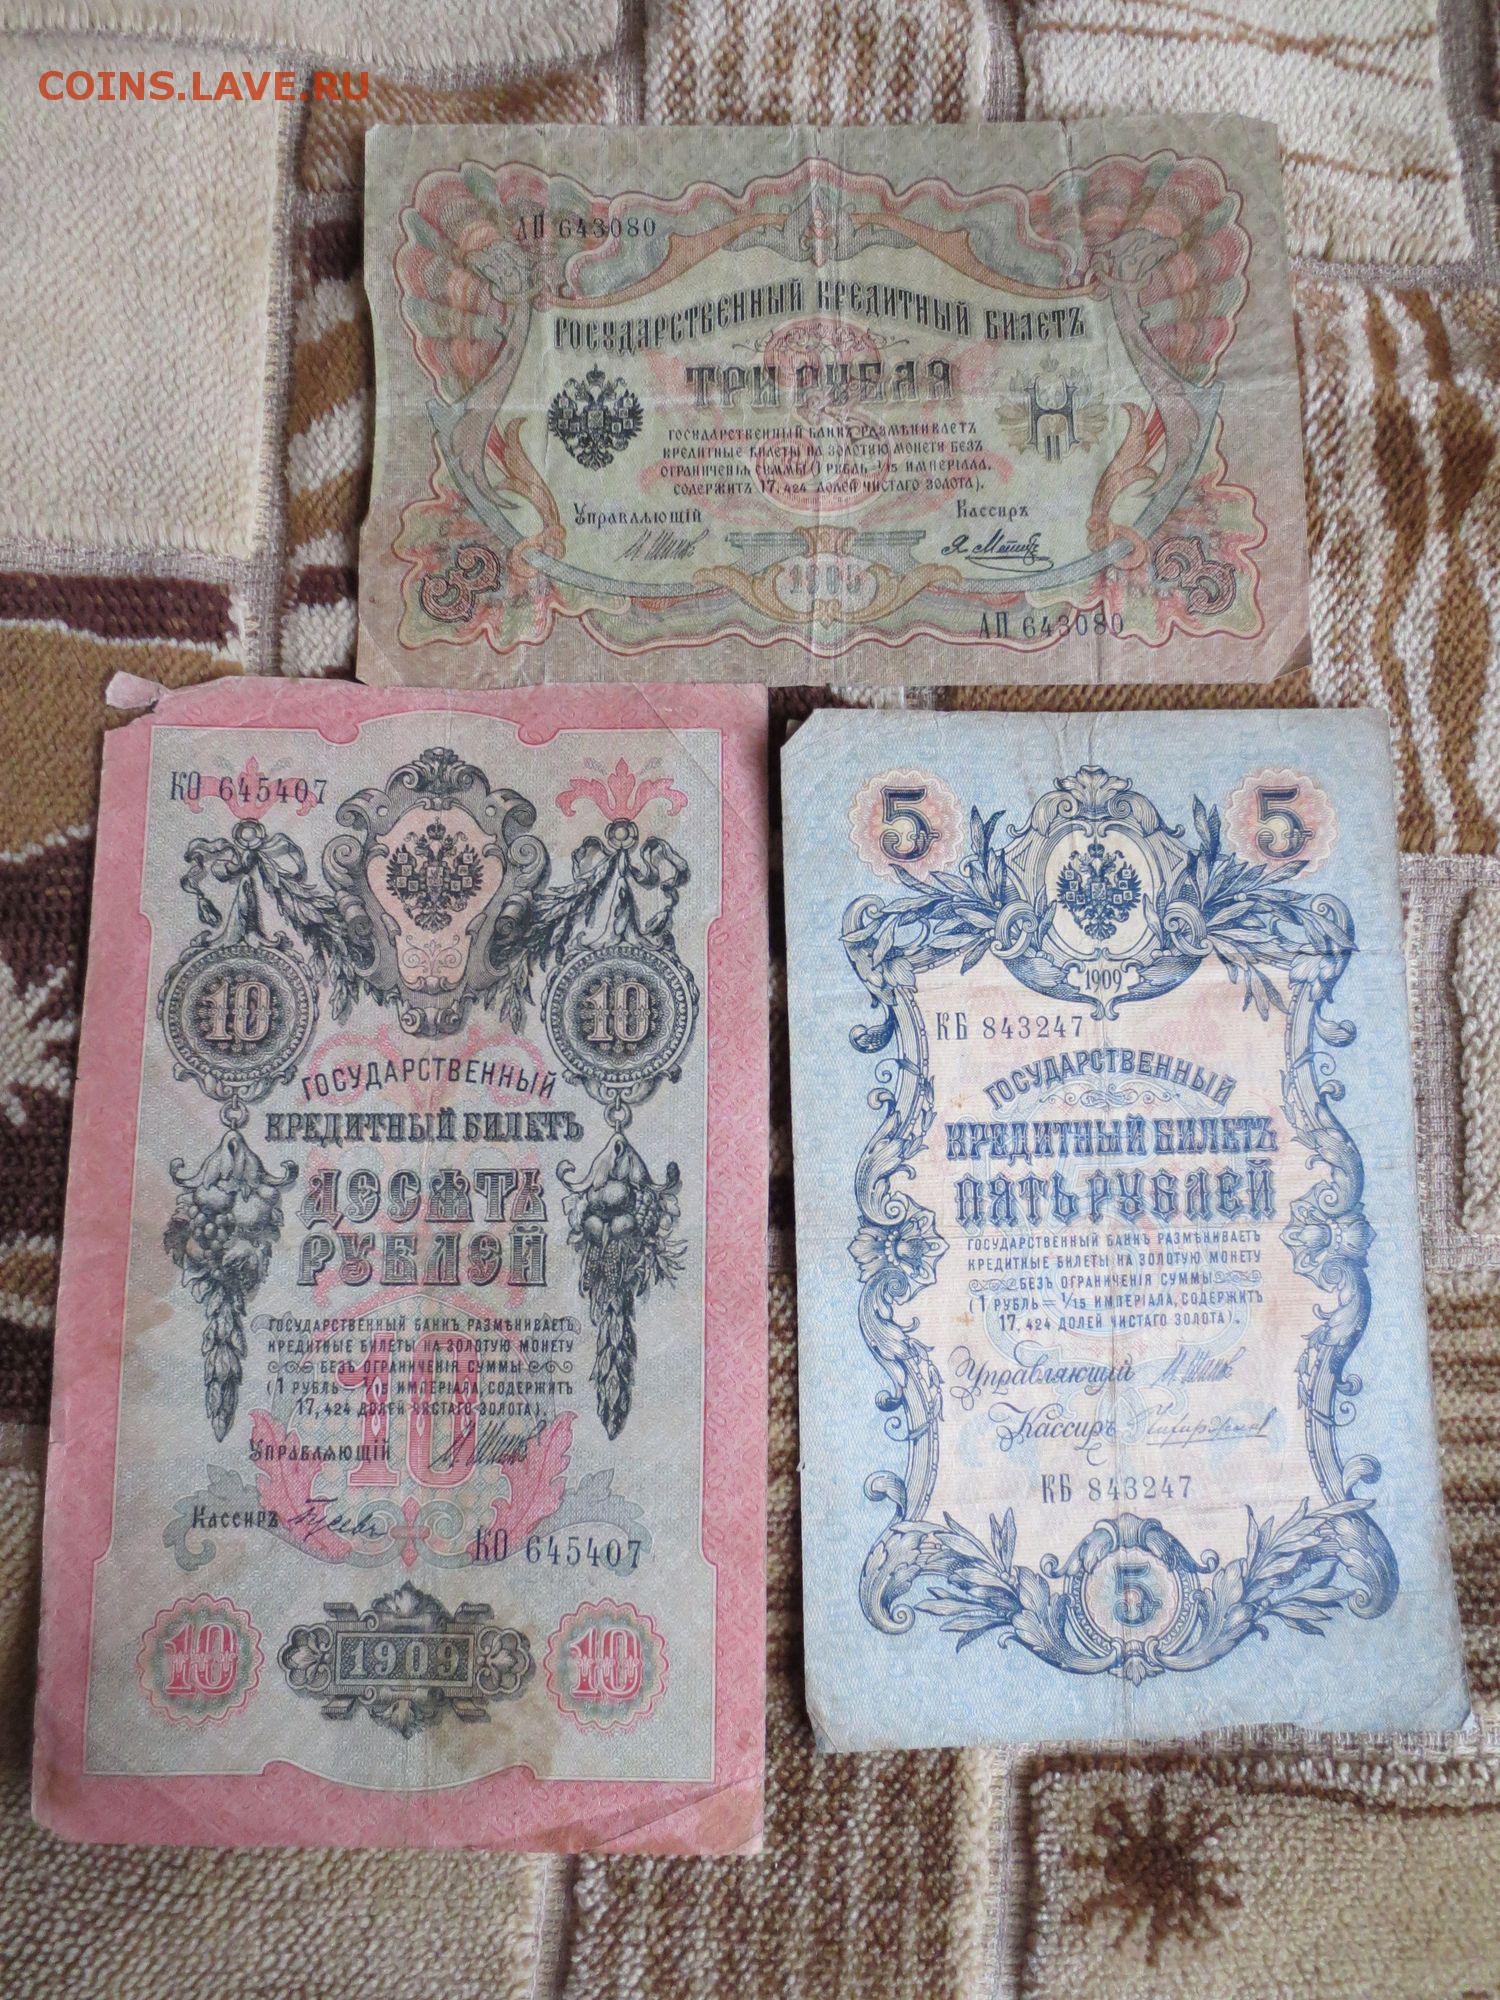 COINS.LAVE.RU
АП 643080
ГОСУДАРСТВЕННЫЙ КРЕДИТНЫЙ БИЛЕТЪ
3
ТРИ РУБЛЯ
Н
II
ГОСУДАРСТВЕННЫЙ БАНКЪ РАЗМѢНИВАЕТЪ
КРЕДИТНЫЕ БИЛЕТЫ НА ЗОЛОТУЮ МОНЕТУ БЕЗЪ
ОГРАНИЧЕНІЯ СУММЫ (1 РУБЛЬ = 1/15 ИМПЕРІАЛА,
СОДЕРЖИТЪ 17,424 ДОЛЕЙ ЧИСТАГО ЗОЛОТА).
Управляющій Кассиръ
3 1905 3
АП 643080
КО 645407
10 10
ГОСУДАРСТВЕННЫЙ
КРЕДИТНЫЙ БИЛЕТЪ
ДЕСЯТЬ
РУБЛЕЙ
ГОСУДАРСТВЕННЫЙ БАНКЪ РАЗМѢНИВАЕТЪ
КРЕДИТНЫЕ БИЛЕТЫ НА ЗОЛОТУЮ МОНЕТУ
БЕЗЪ ОГРАНИЧЕНІЯ СУММЫ
(1 РУБЛЬ = 1/15 ИМПЕРІАЛА, СОДЕРЖИТЪ
17,424 ДОЛЕЙ ЧИСТАГО ЗОЛОТА).
10
Управляющій
Кассиръ
КО 645407
10 1909 10
5 5
1909
КБ 843247
ГОСУДАРСТВЕННЫЙ
КРЕДИТНЫЙ БИЛЕТЪ
ПЯТЬ РУБЛЕЙ
ГОСУДАРСТВЕННЫЙ БАНКЪ РАЗМѢНИВАЕТЪ
КРЕДИТНЫЕ БИЛЕТЫ НА ЗОЛОТУЮ МОНЕТУ
БЕЗЪ ОГРАНИЧЕНІЯ СУММЫ
(1 РУБЛЬ = 1/15 ИМПЕРІАЛА, СОДЕРЖИТЪ
17,424 ДОЛЕЙ ЧИСТАГО ЗОЛОТА).
Управляющій
Кассиръ
КБ 843247
5